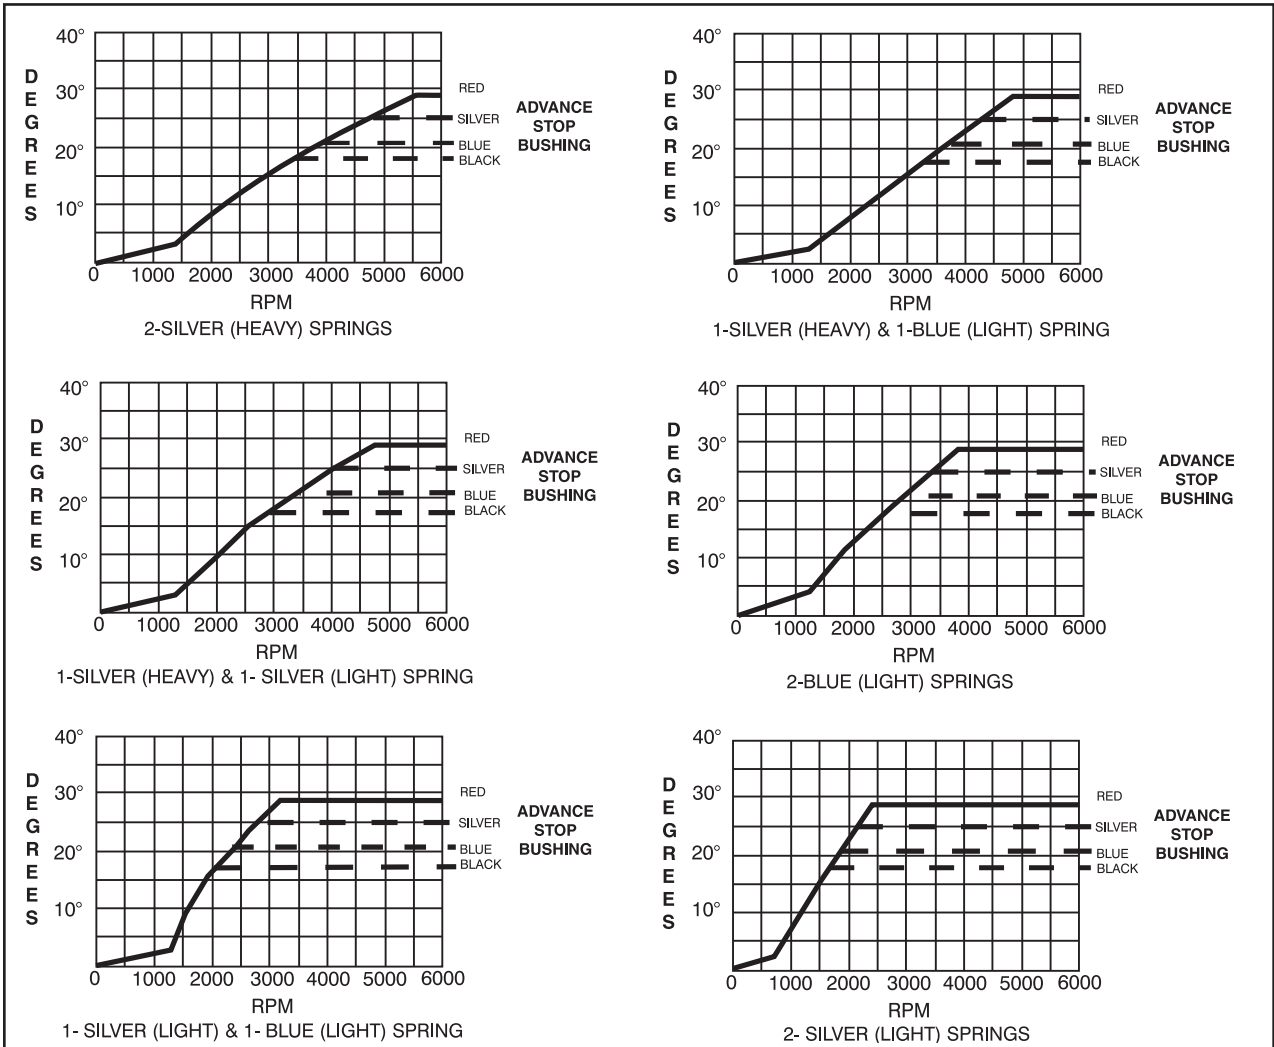 40°
30°
20°
10°
DEGREES
RED
SILVER
BLUE
BLACK
ADVANCE
STOP
BUSHING
0 1000 2000 3000 4000 5000 6000
RPM
2-SILVER (HEAVY) SPRINGS
40°
30°
20°
10°
DEGREES
RED
SILVER
BLUE
BLACK
ADVANCE
STOP
BUSHING
0 1000 2000 3000 4000 5000 6000
RPM
1-SILVER (HEAVY) & 1-BLUE (LIGHT) SPRING
40°
30°
20°
10°
DEGREES
RED
SILVER
BLUE
BLACK
ADVANCE
STOP
BUSHING
0 1000 2000 3000 4000 5000 6000
RPM
1-SILVER (HEAVY) & 1- SILVER (LIGHT) SPRING
40°
30°
20°
10°
DEGREES
RED
SILVER
BLUE
BLACK
ADVANCE
STOP
BUSHING
0 1000 2000 3000 4000 5000 6000
RPM
2-BLUE (LIGHT) SPRINGS
40°
30°
20°
10°
DEGREES
RED
SILVER
BLUE
BLACK
ADVANCE
STOP
BUSHING
0 1000 2000 3000 4000 5000 6000
RPM
1- SILVER (LIGHT) & 1- BLUE (LIGHT) SPRING
40°
30°
20°
10°
DEGREES
RED
SILVER
BLUE
BLACK
ADVANCE
STOP
BUSHING
0 1000 2000 3000 4000 5000 6000
RPM
2- SILVER (LIGHT) SPRINGS